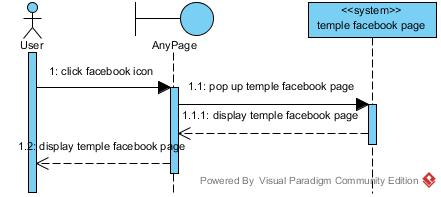 <<system>>
temple facebook page
User
AnyPage
1: click facebook icon
1.1: pop up temple facebook page
1.1.1: display temple facebook page
1.2: display temple facebook page
Powered By Visual Paradigm Community Edition